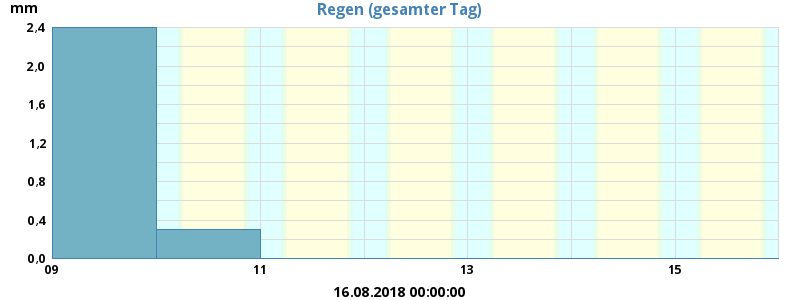 Regen (gesamter Tag)
mm
2,4
2,0
1,6
1,2
0,8
0,4
0,0
09 11 13 15
16.08.2018 00:00:00